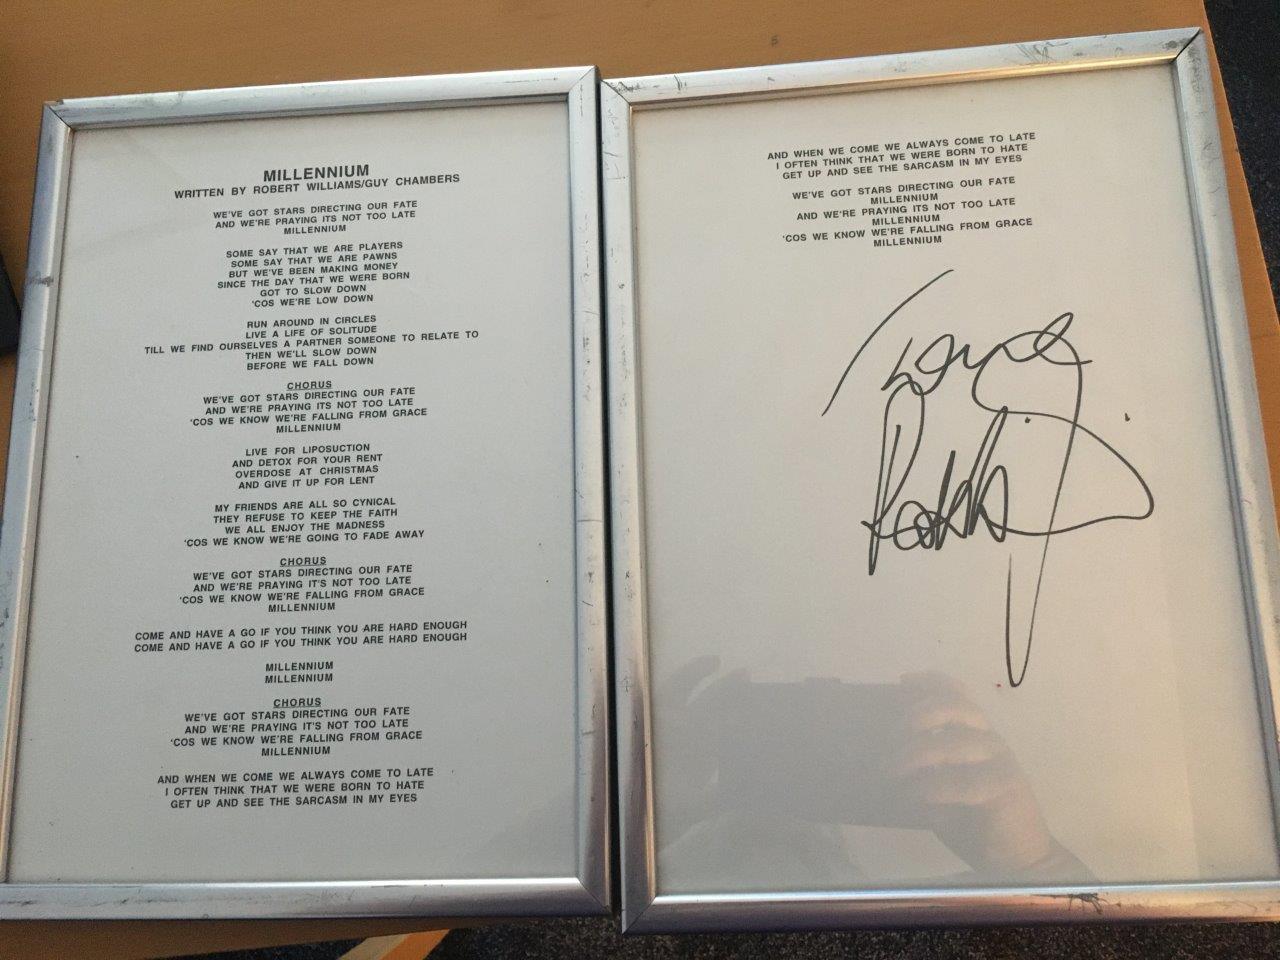 MILLENNIUM
WRITTEN BY ROBERT WILLIAMS/GUY CHAMBERS
WE'VE GOT STARS DIRECTING OUR FATE
AND WE'RE PRAYING ITS NOT TOO LATE
MILLENNIUM
SOME SAY THAT WE ARE PLAYERS
SOME SAY THAT WE ARE PAWNS
BUT WE'VE BEEN MAKING MONEY
SINCE THE DAY THAT WE WERE BORN
GOT TO SLOW DOWN
'COS WE'RE LOW DOWN
RUN AROUND IN CIRCLES
LIVE A LIFE OF SOLITUDE
TILL WE FIND OURSELVES A PARTNER SOMEONE TO RELATE TO
THEN WE'LL SLOW DOWN
BEFORE WE FALL DOWN
CHORUS
WE'VE GOT STARS DIRECTING OUR FATE
AND WE'RE PRAYING ITS NOT TOO LATE
'COS WE KNOW WE'RE FALLING FROM GRACE
MILLENNIUM
LIVE FOR LIPOSUCTION
AND DETOX FOR YOUR RENT
OVERDOSE AT CHRISTMAS
AND GIVE IT UP FOR LENT
MY FRIENDS ARE ALL SO CYNICAL
THEY REFUSE TO KEEP THE FAITH
WE ALL ENJOY THE MADNESS
'COS WE KNOW WE'RE GOING TO FADE AWAY
CHORUS
WE'VE GOT STARS DIRECTING OUR FATE
AND WE'RE PRAYING IT'S NOT TOO LATE
'COS WE KNOW WE'RE FALLING FROM GRACE
MILLENNIUM
COME AND HAVE A GO IF YOU THINK YOU ARE HARD ENOUGH
COME AND HAVE A GO IF YOU THINK YOU ARE HARD ENOUGH
MILLENNIUM
MILLENNIUM
CHORUS
WE'VE GOT STARS DIRECTING OUR FATE
AND WE'RE PRAYING IT'S NOT TOO LATE
'COS WE KNOW WE'RE FALLING FROM GRACE
MILLENNIUM
AND WHEN WE COME WE ALWAYS COME TO LATE
I OFTEN THINK THAT WE WERE BORN TO HATE
GET UP AND SEE THE SARCASM IN MY EYES
AND WHEN WE COME WE ALWAYS COME TO LATE
I OFTEN THINK THAT WE WERE BORN TO HATE
GET UP AND SEE THE SARCASM IN MY EYES
WE'VE GOT STARS DIRECTING OUR FATE
MILLENNIUM
AND WE'RE PRAYING ITS NOT TOO LATE
MILLENNIUM
'COS WE KNOW WE'RE FALLING FROM GRACE
MILLENNIUM